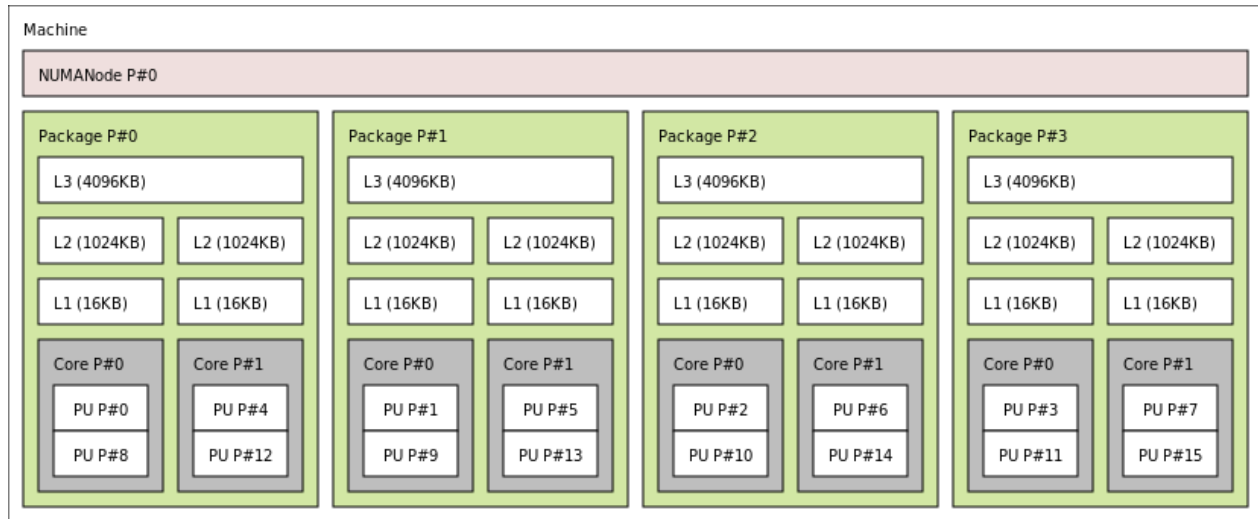 Machine
NUMANode P#0
Package P#0 Package P#1 Package P#2 Package P#3
L3 (4096KB) L3 (4096KB) L3 (4096KB) L3 (4096KB)
L2 (1024KB) L2 (1024KB) L2 (1024KB) L2 (1024KB) L2 (1024KB) L2 (1024KB) L2 (1024KB) L2 (1024KB)
L1 (16KB) L1 (16KB) L1 (16KB) L1 (16KB) L1 (16KB) L1 (16KB) L1 (16KB) L1 (16KB)
Core P#0 Core P#1 Core P#0 Core P#1 Core P#0 Core P#1 Core P#0 Core P#1
PU P#0 PU P#4 PU P#1 PU P#5 PU P#2 PU P#6 PU P#3 PU P#7
PU P#8 PU P#12 PU P#9 PU P#13 PU P#10 PU P#14 PU P#11 PU P#15